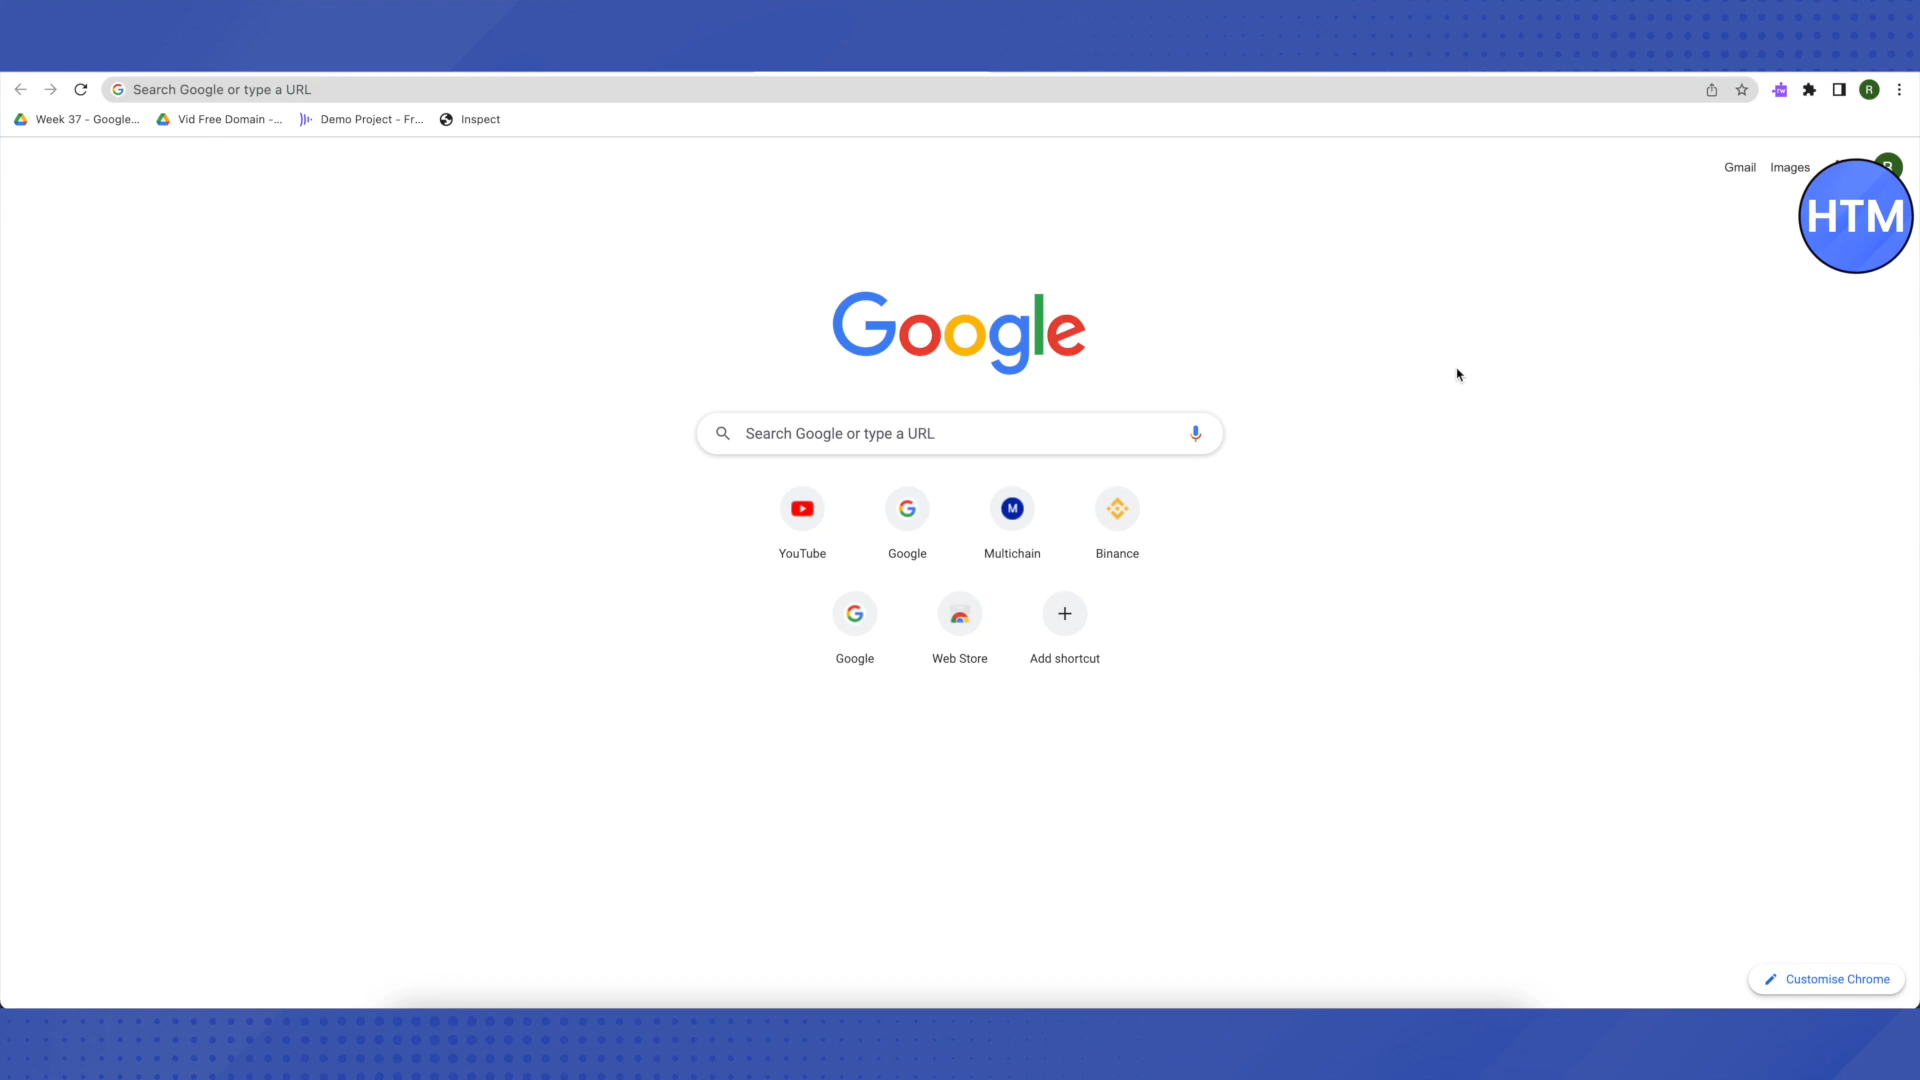 Search Google or type a URL
rw
R
Week 37 - Google...
Vid Free Domain -...
Demo Project - Fr...
Inspect
Gmail
Images
HTM
Google
Search Google or type a URL
M
YouTube
Google
Multichain
Binance
Google
Web Store
Add shortcut
Customise Chrome